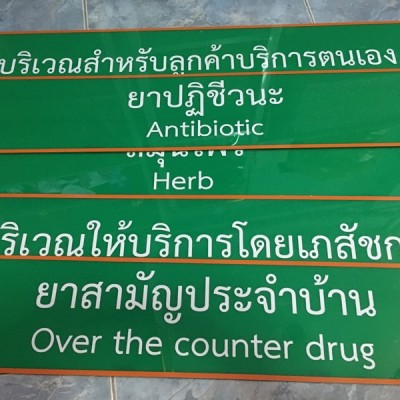 บริเวณสำหรับลูกค้าบริการตนเอง
ยาปฏิชีวนะ
Antibiotic
Herb
ริเวณให้บริการโดยเภสัชก
ยาสามัญประจำบ้าน
Over the counter drug